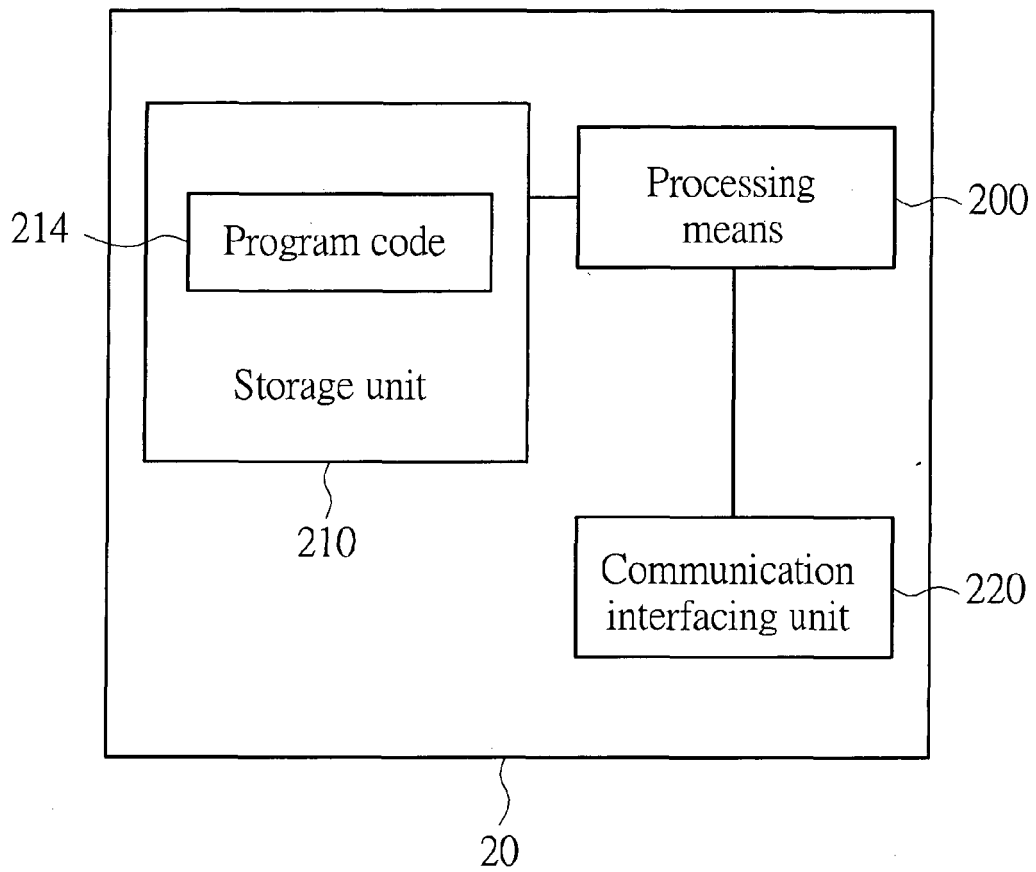 Processing
means
200
214
Program code
Storage unit
210
Communication
interfacing unit
220
20